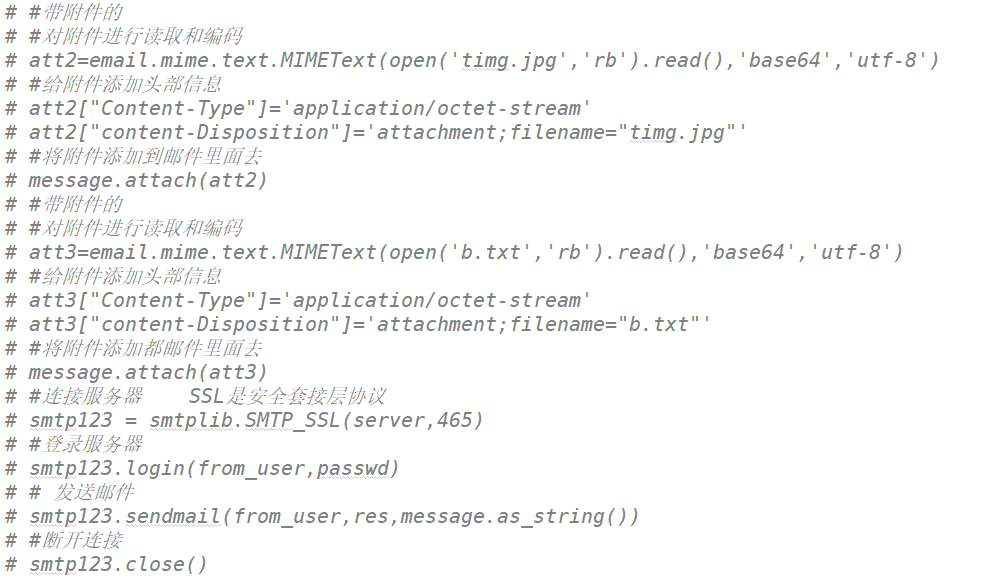 # #带附件的
# #对附件进行读取和编码
# att2=email.mime.text.MIMEText(open('timg.jpg','rb').read(),'base64','utf-8')
# #给附件添加头部信息
# att2["Content-Type"]='application/octet-stream'
# att2["content-Disposition"]='attachment;filename="timg.jpg"'
# #将附件添加到邮件里面去
# message.attach(att2)
# #带附件的
# #对附件进行读取和编码
# att3=email.mime.text.MIMEText(open('b.txt','rb').read(),'base64','utf-8')
# #给附件添加头部信息
# att3["Content-Type"]='application/octet-stream'
# att3["content-Disposition"]='attachment;filename="b.txt"'
# #将附件添加都邮件里面去
# message.attach(att3)
# #连接服务器    SSL是安全套接层协议
# smtp123 = smtplib.SMTP_SSL(server,465)
# #登录服务器
# smtp123.login(from_user,passwd)
# # 发送邮件
# smtp123.sendmail(from_user,res,message.as_string())
# #断开连接
# smtp123.close()